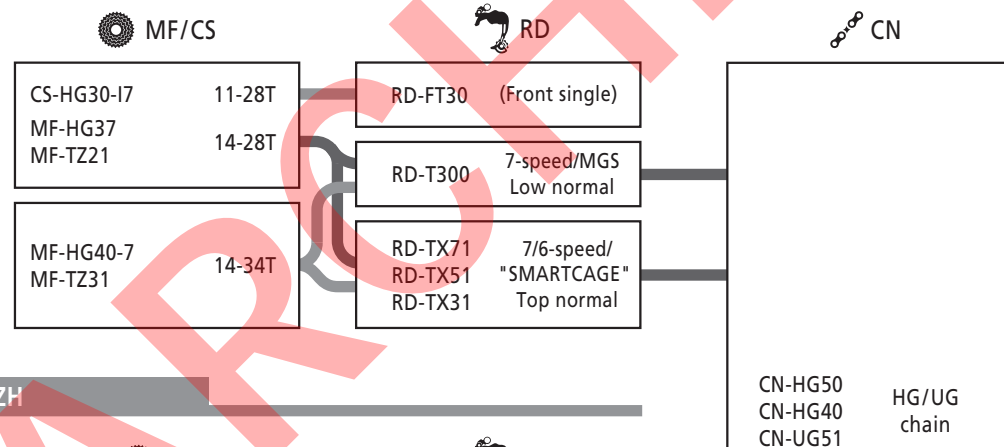 MF/CS
RD
CN
CS-HG30-I7 11-28T
MF-HG37
MF-TZ21
14-28T
MF-HG40-7
MF-TZ31
14-34T
RD-FT30 (Front single)
RD-T300
7-speed/MGS
Low normal
RD-TX71
RD-TX51
RD-TX31
7/6-speed/
"SMARTCAGE"
Top normal
CN-HG50
CN-HG40
CN-UG51
HG/UG
chain
ZH
ARCH